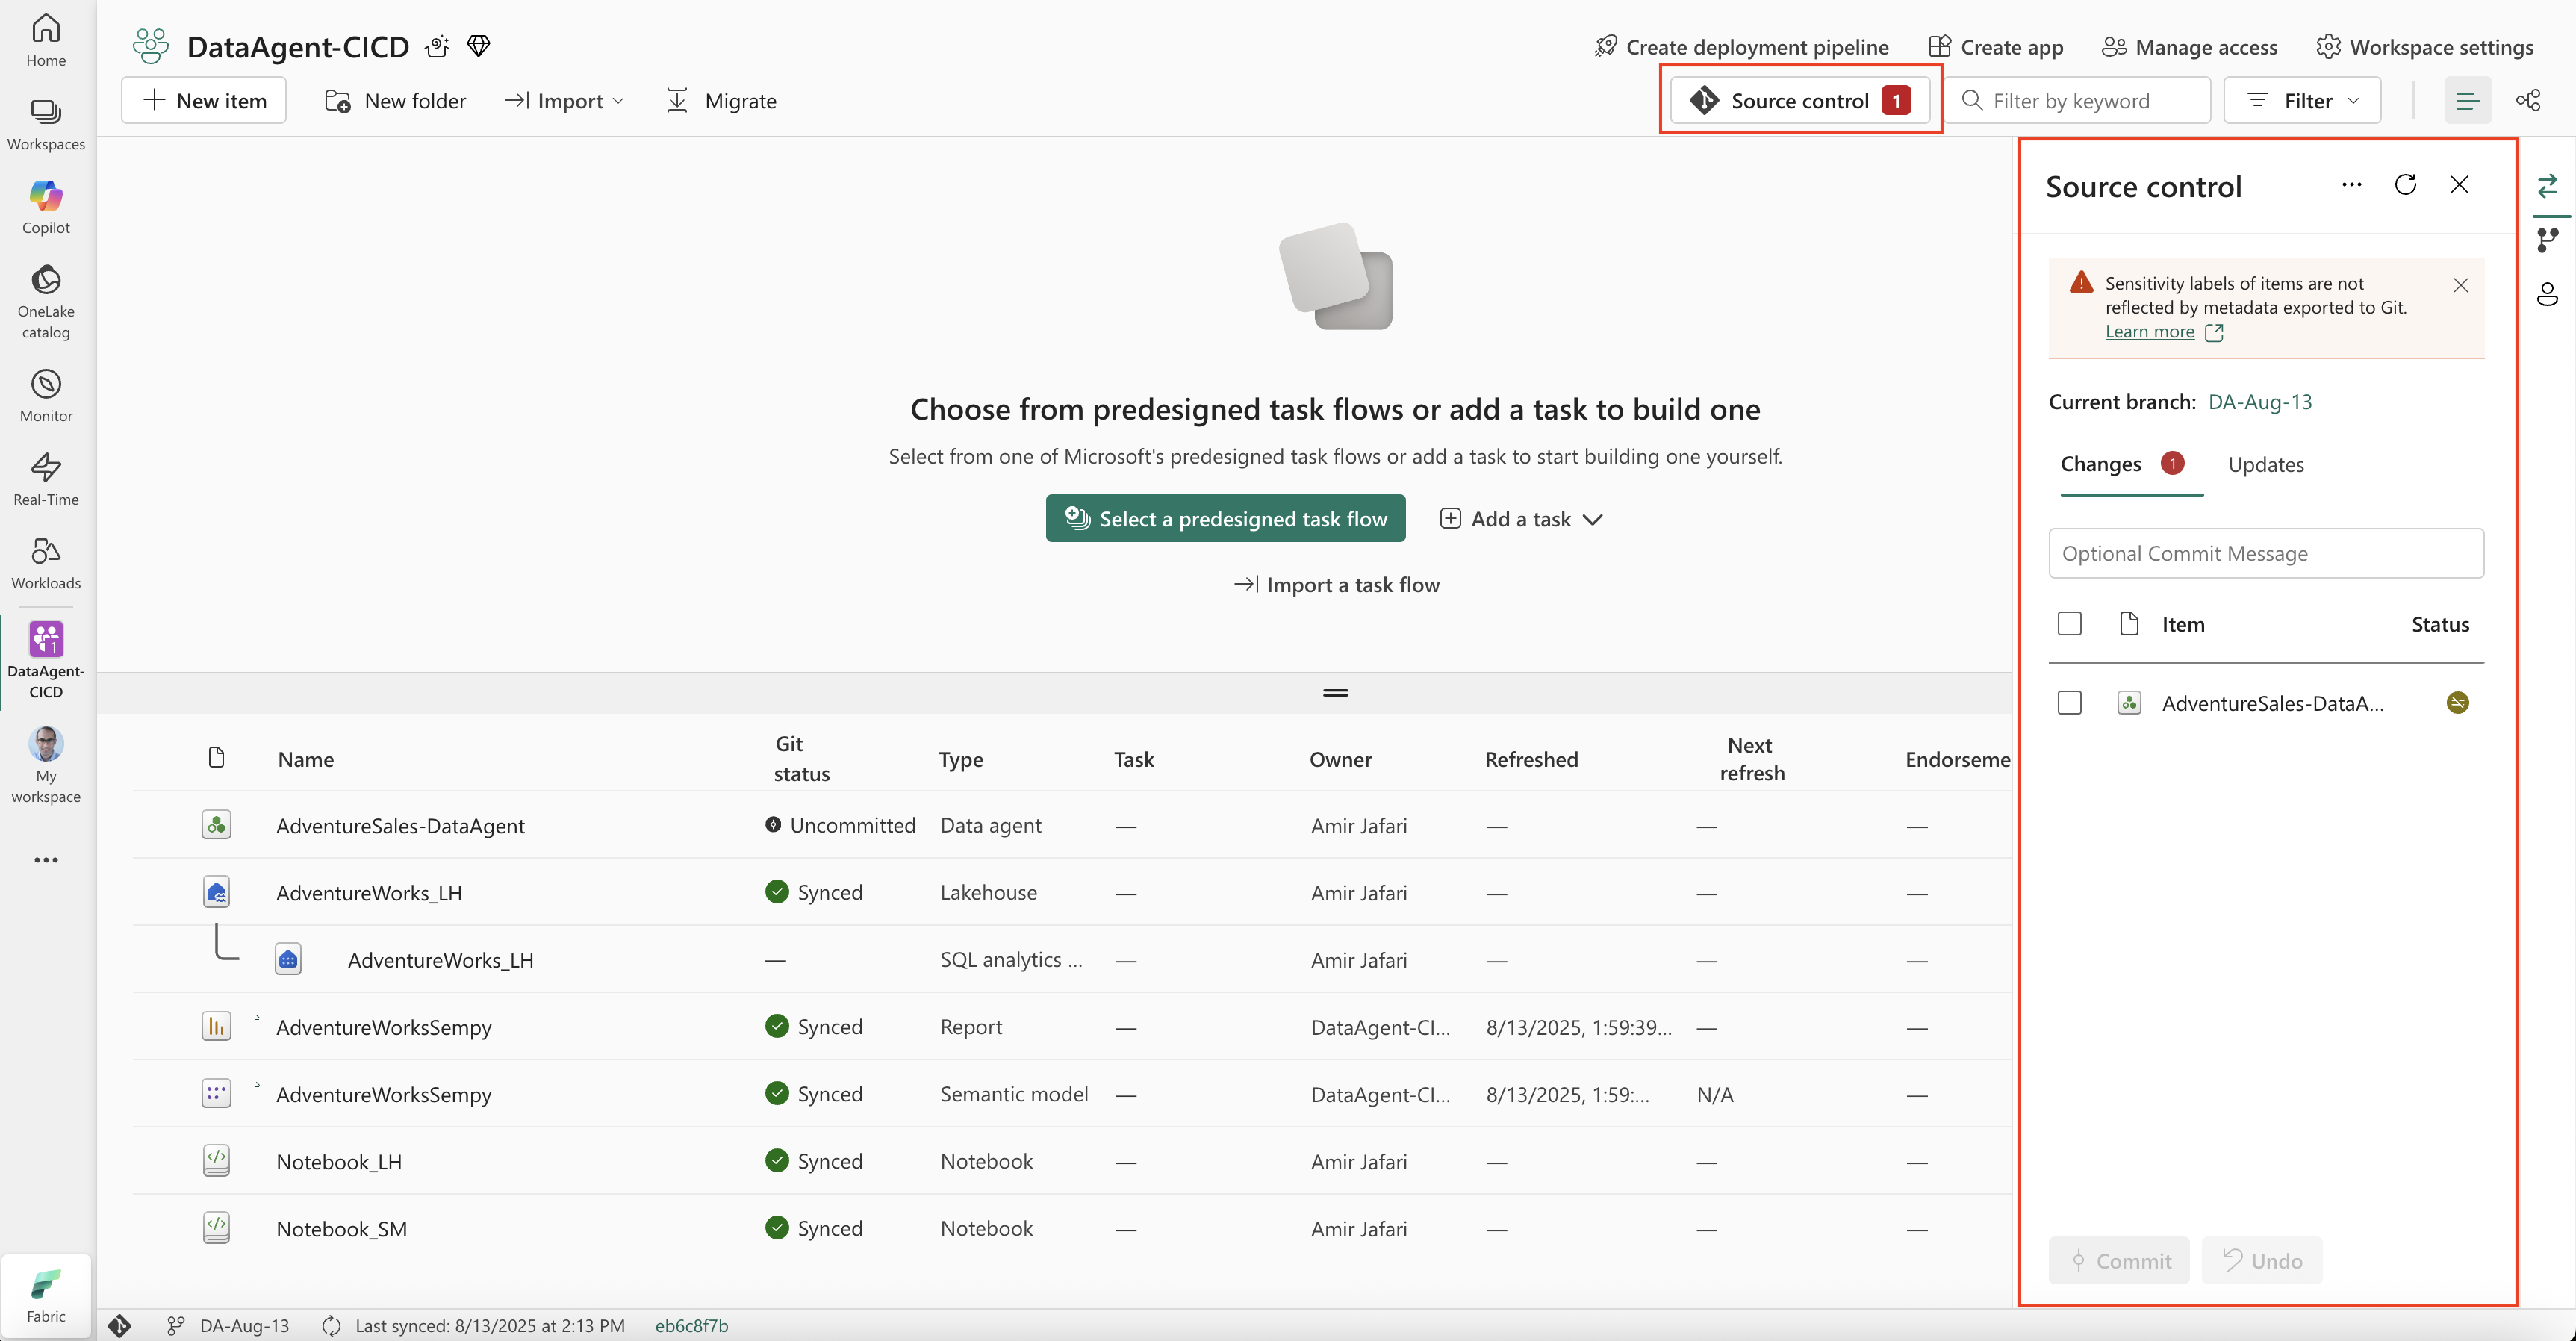 Home
Workspaces
Copilot
OneLake
catalog
Monitor
Real-Time
Workloads
1
DataAgent-
CICD
My
workspace
Fabric
DataAgent-CICD
Create deployment pipeline
Create app
Manage access
Workspace settings
New item
New folder
Import
Migrate
Source control 1
Filter by keyword
Filter
Choose from predesigned task flows or add a task to build one
Select from one of Microsoft's predesigned task flows or add a task to start building one yourself.
Select a predesigned task flow
Add a task
Import a task flow
Name Git status Type Task Owner Refreshed Next refresh Endorseme
AdventureSales-DataAgent Uncommitted Data agent — Amir Jafari — — —
AdventureWorks_LH Synced Lakehouse — Amir Jafari — — —
AdventureWorks_LH — SQL analytics ... — Amir Jafari — — —
AdventureWorksSempy Synced Report — DataAgent-CI... 8/13/2025, 1:59:39... — —
AdventureWorksSempy Synced Semantic model — DataAgent-CI... 8/13/2025, 1:59:... N/A —
Notebook_LH Synced Notebook — Amir Jafari — — —
Notebook_SM Synced Notebook — Amir Jafari — — —
Source control
Sensitivity labels of items are not
reflected by metadata exported to Git.
Learn more
Current branch: DA-Aug-13
Changes 1 Updates
Optional Commit Message
Item Status
AdventureSales-DataA...
Commit Undo
DA-Aug-13 Last synced: 8/13/2025 at 2:13 PM eb6c8f7b